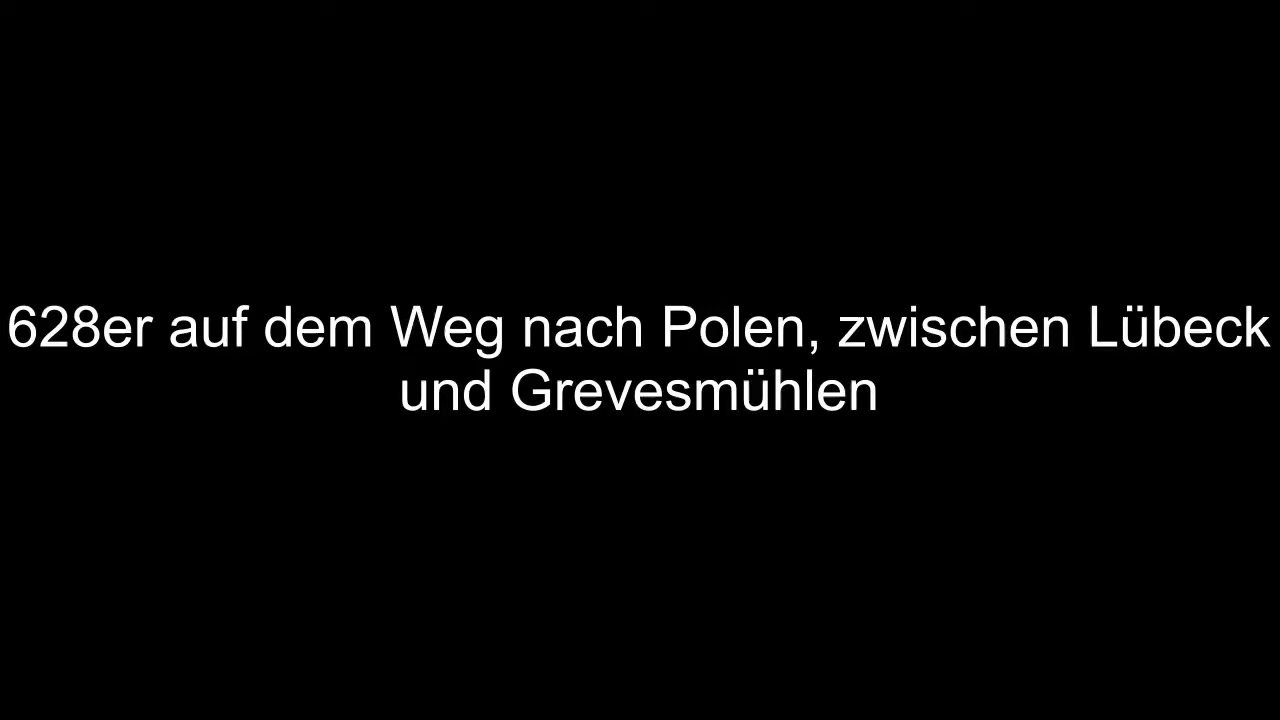 628er auf dem Weg nach Polen, zwischen Lübeck
und Grevesmühlen